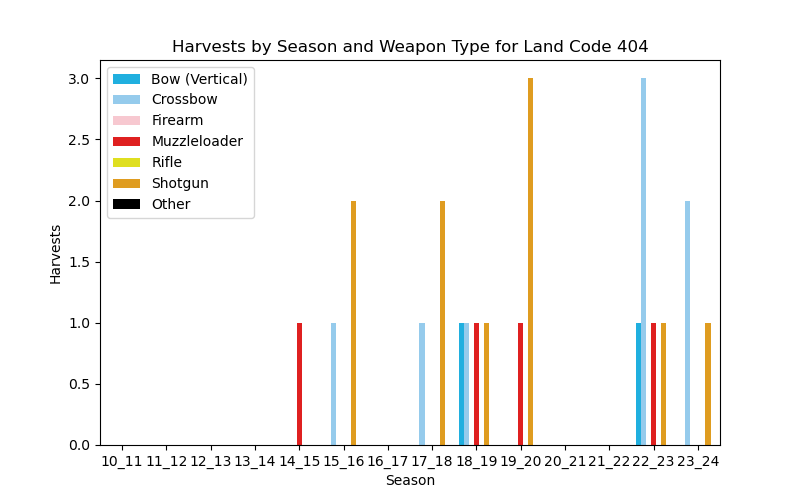 Harvests by Season and Weapon Type for Land Code 404
Bow (Vertical)
Crossbow
Firearm
Muzzleloader
Rifle
Shotgun
Other
3.0
2.5
2.0
1.5
1.0
0.5
0.0
Harvests
10_11 11_12 12_13 13_14 14_15 15_16 16_17 17_18 18_19 19_20 20_21 21_22 22_23 23_24
Season